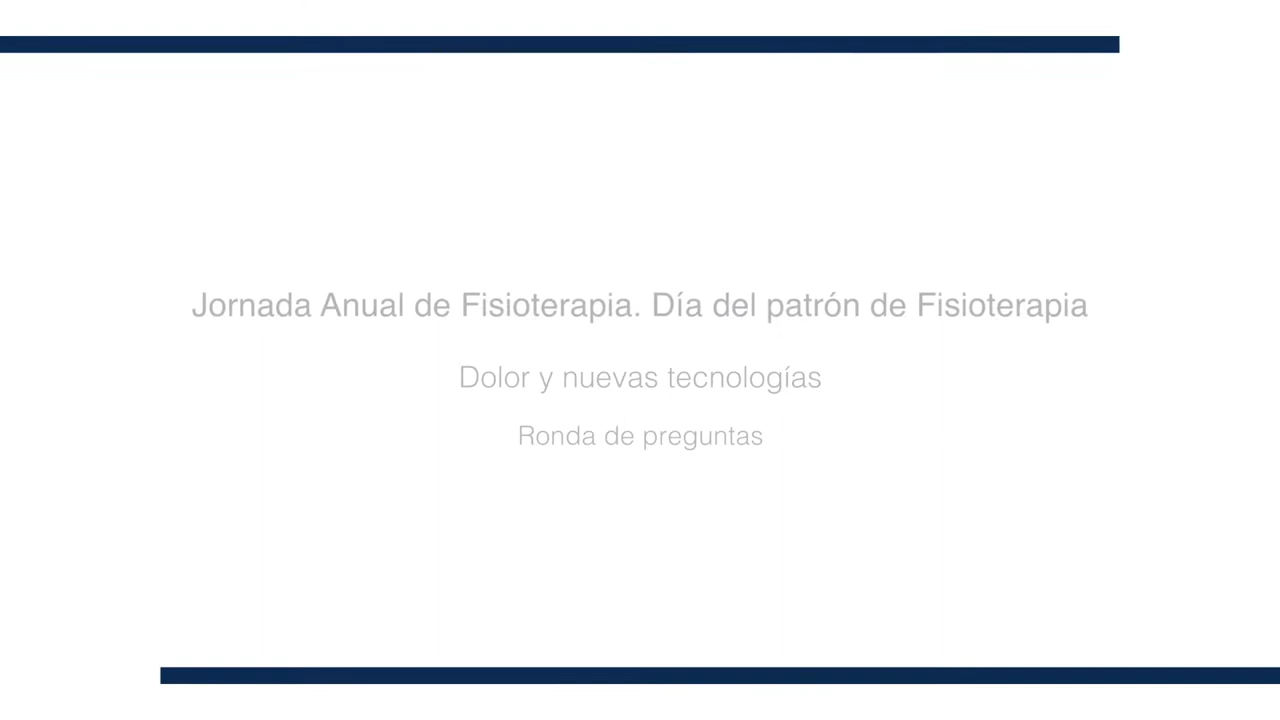 Jornada Anual de Fisioterapia. Día del patrón de Fisioterapia
Dolor y nuevas tecnologías
Ronda de preguntas